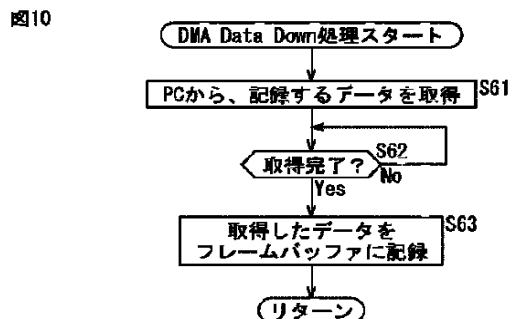 図10
DMA Data Down処理スタート
PCから、記録するデータを取得
S61
取得完了?
S62
No
Yes
取得したデータを
フレームバッファに記録
S63
リターン